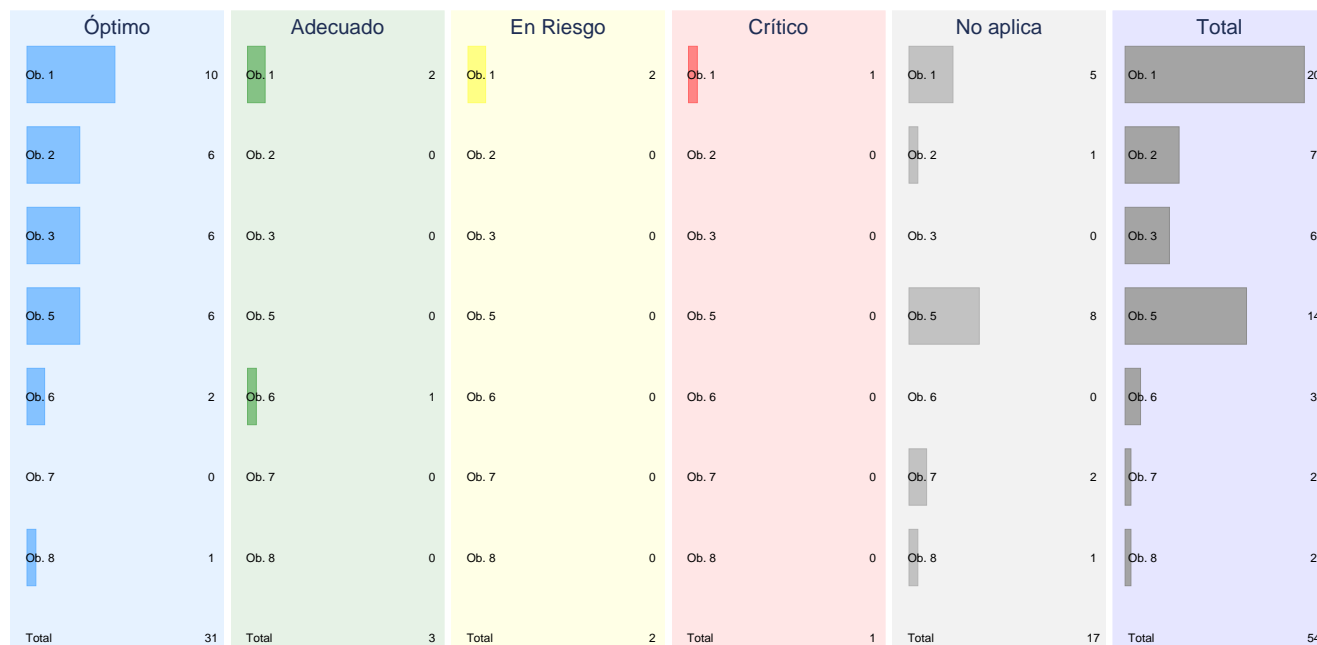 Óptimo Adecuado En Riesgo Crítico No aplica Total
Ob. 1 10 Ob. 1 2 Ob. 1 2 Ob. 1 1 Ob. 1 5 Ob. 1 20
Ob. 2 6 Ob. 2 0 Ob. 2 0 Ob. 2 0 Ob. 2 1 Ob. 2 7
Ob. 3 6 Ob. 3 0 Ob. 3 0 Ob. 3 0 Ob. 3 0 Ob. 3 6
Ob. 5 6 Ob. 5 0 Ob. 5 0 Ob. 5 0 Ob. 5 8 Ob. 5 14
Ob. 6 2 Ob. 6 1 Ob. 6 0 Ob. 6 0 Ob. 6 0 Ob. 6 3
Ob. 7 0 Ob. 7 0 Ob. 7 0 Ob. 7 0 Ob. 7 2 Ob. 7 2
Ob. 8 1 Ob. 8 0 Ob. 8 0 Ob. 8 0 Ob. 8 1 Ob. 8 2
Total 31 Total 3 Total 2 Total 1 Total 17 Total 54